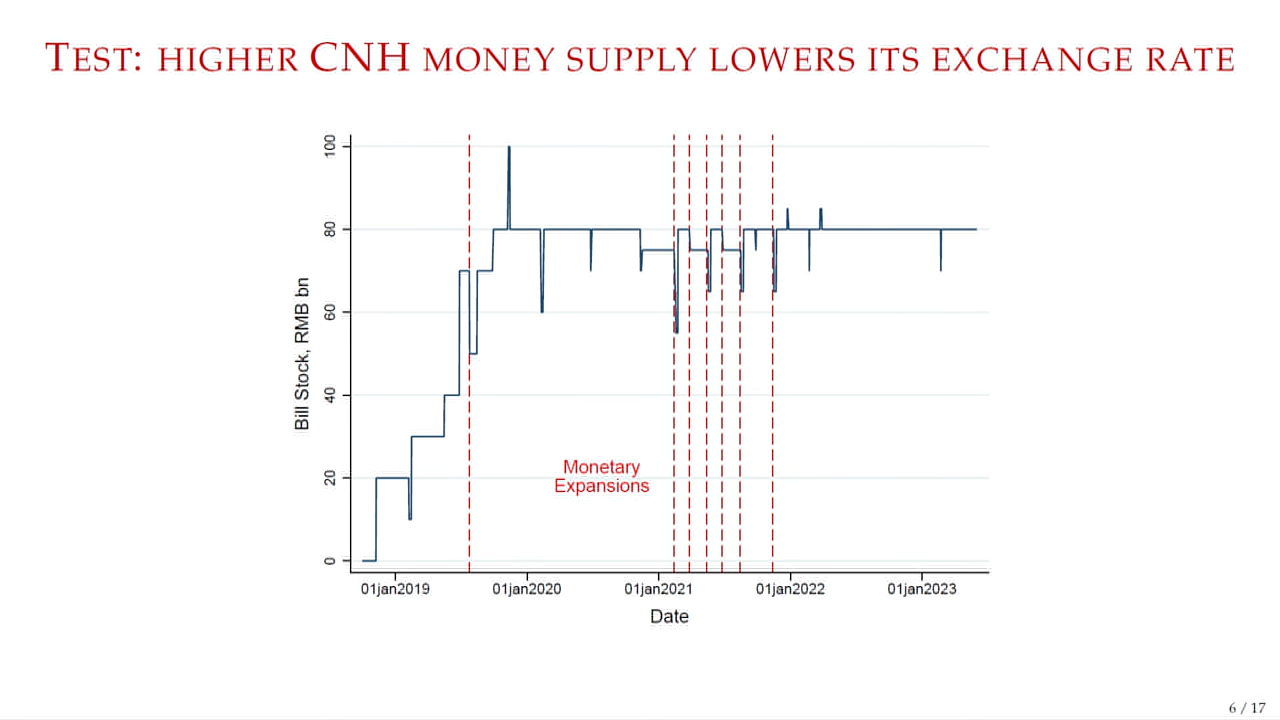 TEST: HIGHER CNH MONEY SUPPLY LOWERS ITS EXCHANGE RATE
Bill Stock, RMB bn
100
80
60
40
20
0
Monetary
Expansions
01jan2019
01jan2020
01jan2021
01jan2022
01jan2023
Date
6 / 17